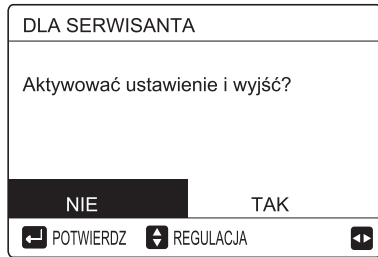 DLA SERWISANTA
Aktywować ustawienie i wyjść?
NIE TAK
POTWIERDZ REGULACJA